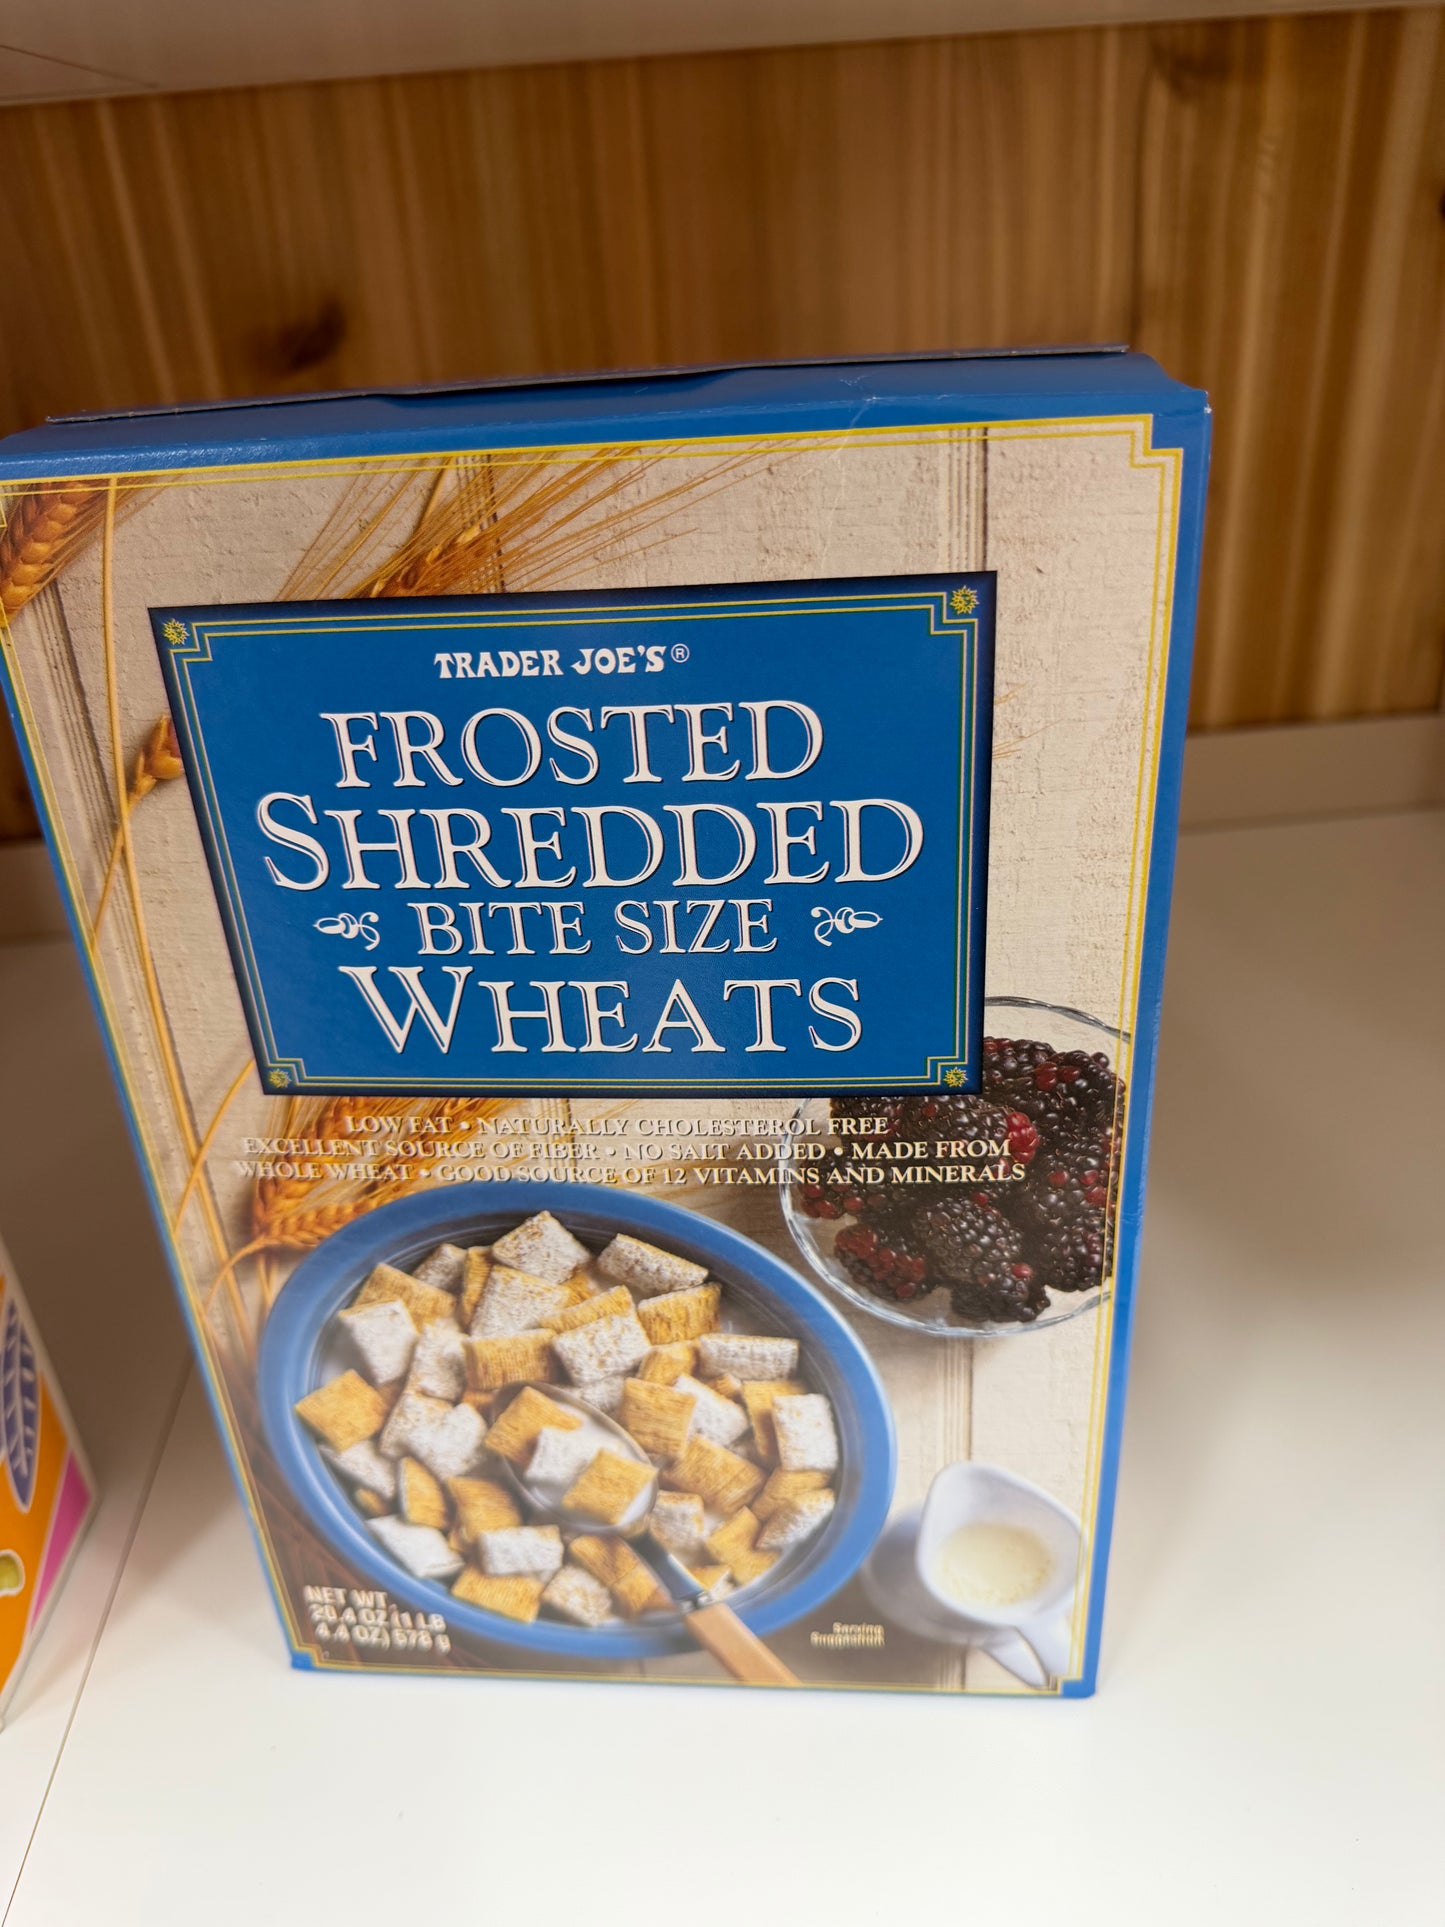 TRADER JOE'S®
FROSTED
SHREDDED
BITE SIZE
WHEATS
LOW FAT • NATURALLY CHOLESTEROL FREE
EXCELLENT SOURCE OF FIBER • NO SALT ADDED • MADE FROM
WHOLE WHEAT • GOOD SOURCE OF 12 VITAMINS AND MINERALS
NET WT.
20.4 OZ (1 LB
4.4 OZ) 578 g
Serving
Suggestion